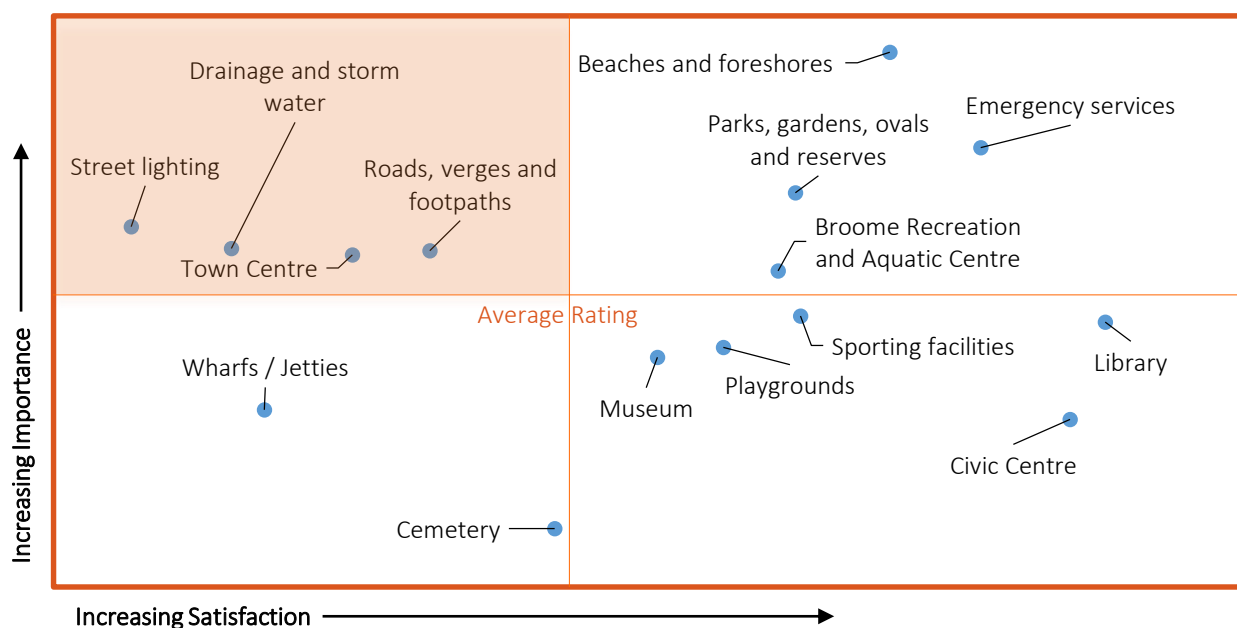 Beaches and foreshores
Drainage and storm
water
Emergency services
Parks, gardens, ovals
and reserves
Street lighting
Roads, verges and
footpaths
Town Centre
Broome Recreation
and Aquatic Centre
Average Rating
Sporting facilities
Library
Wharfs / Jetties
Playgrounds
Museum
Civic Centre
Cemetery
Increasing Importance
Increasing Satisfaction